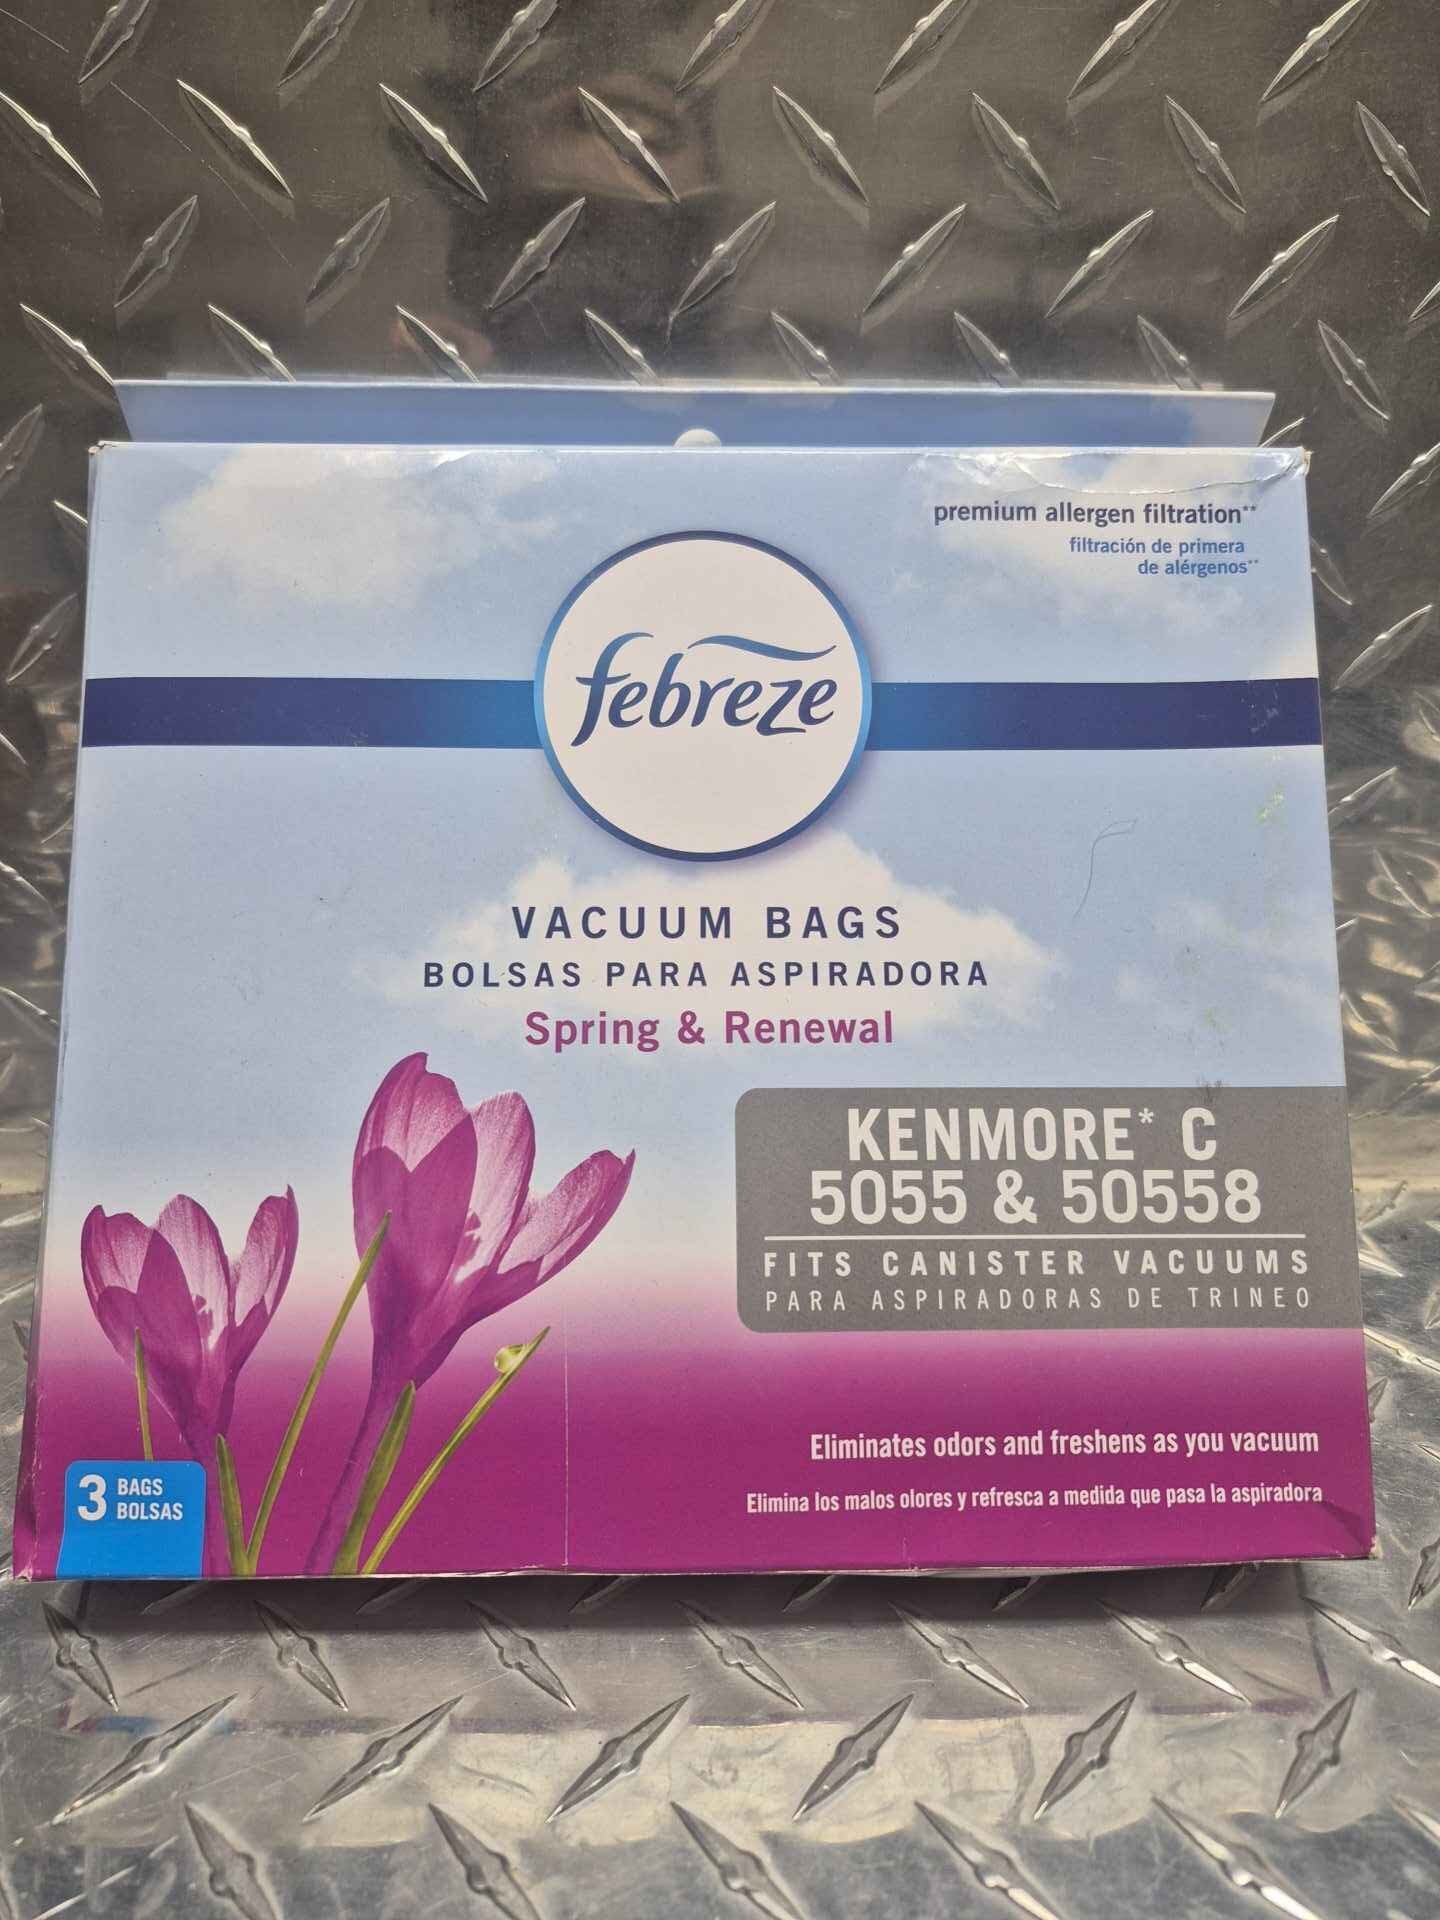 premium allergen filtration**
filtración de primera
de alérgenos**
febreze
VACUUM BAGS
BOLSAS PARA ASPIRADORA
Spring & Renewal
KENMORE* C
5055 & 50558
FITS CANISTER VACUUMS
PARA ASPIRADORAS DE TRINEO
Eliminates odors and freshens as you vacuum
Elimina los malos olores y refresca a medida que pasa la aspiradora
3 BAGS
BOLSAS